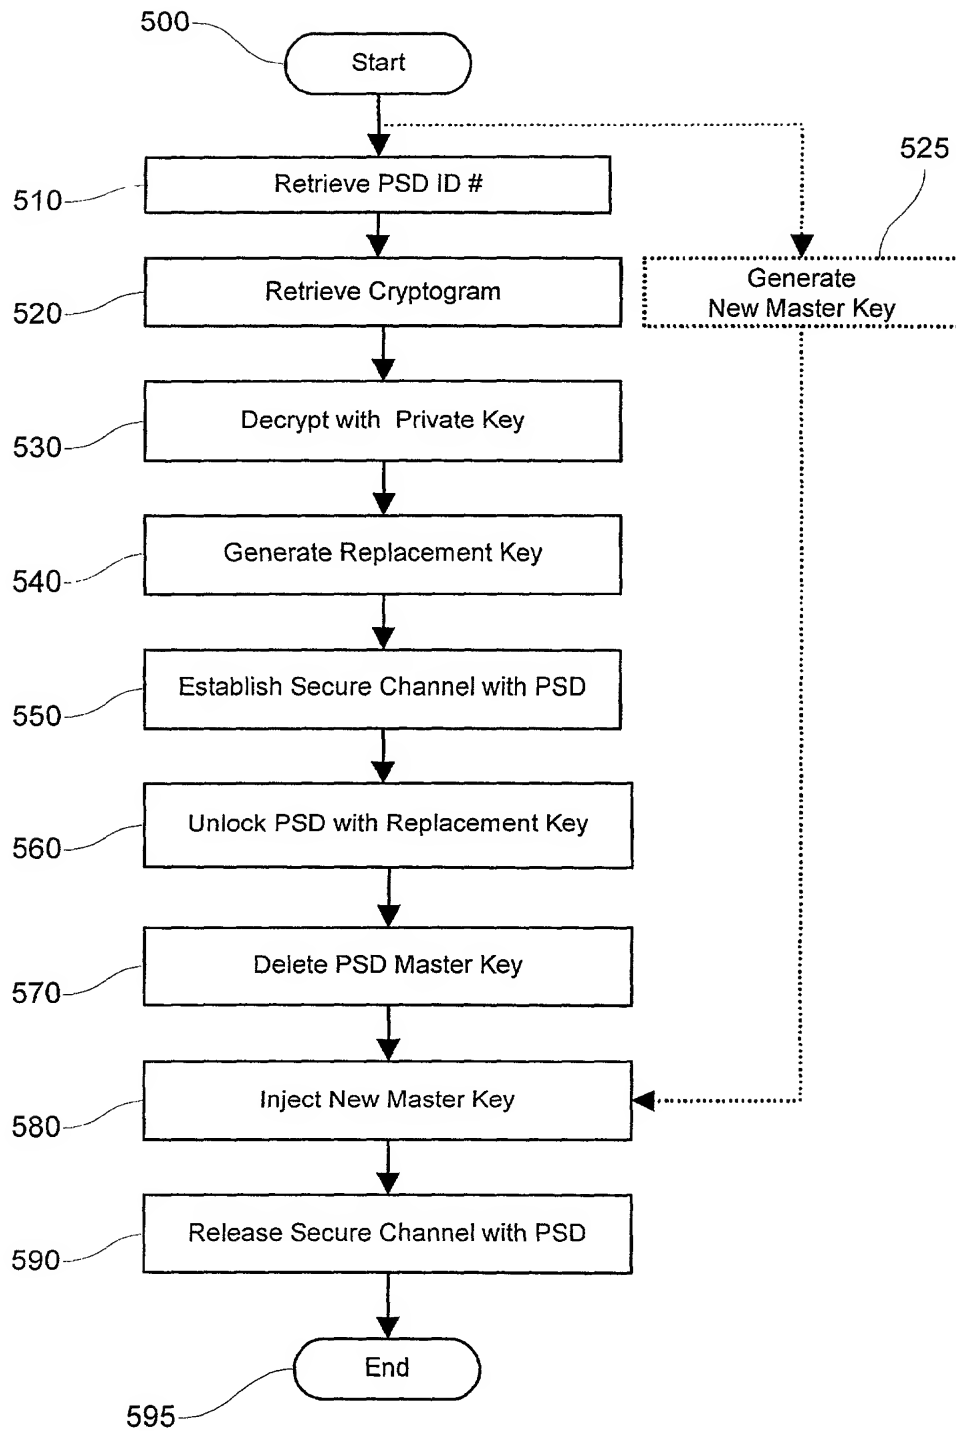 500
Start
525
510
Retrieve PSD ID #
520
Retrieve Cryptogram
Generate
New Master Key
530
Decrypt with Private Key
540
Generate Replacement Key
550
Establish Secure Channel with PSD
560
Unlock PSD with Replacement Key
570
Delete PSD Master Key
580
Inject New Master Key
590
Release Secure Channel with PSD
End
595